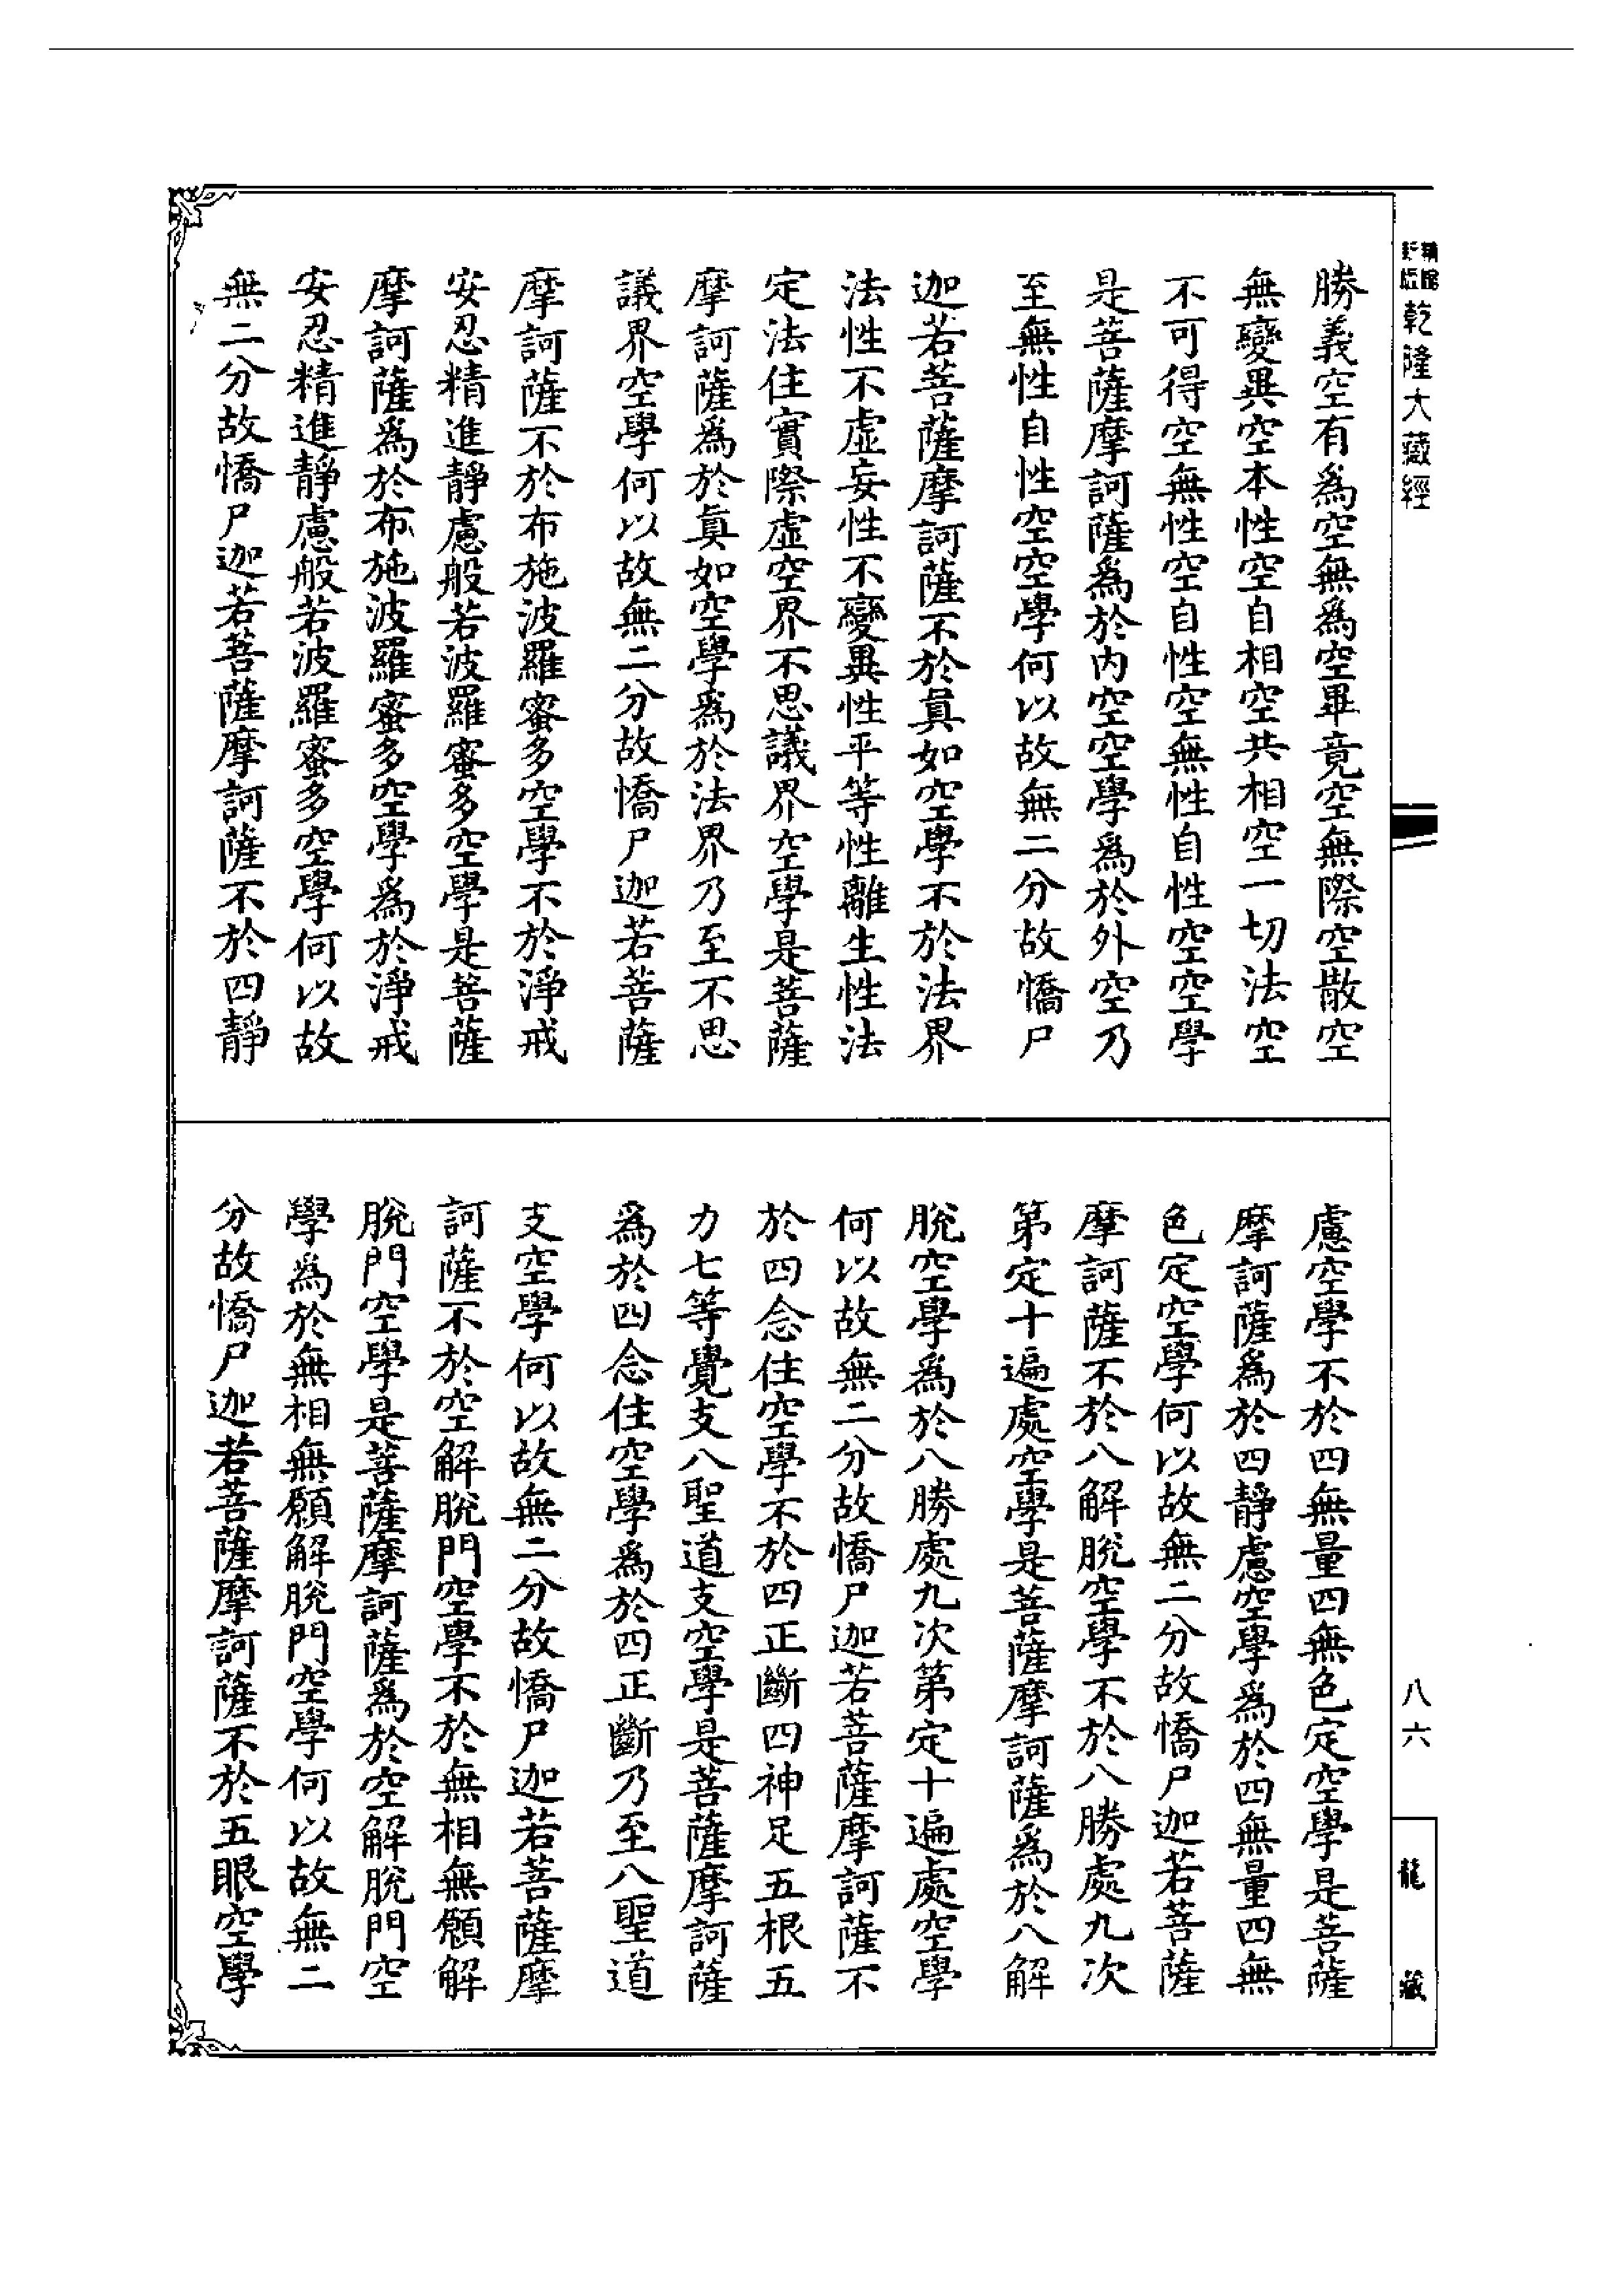 乾隆大藏經
勝義空有爲空無爲空畢竟空無際空散空
無變異空本性空自相空共相空一切法空
不可得空無性空自性空無性自性空空學
是菩薩摩訶薩爲於內空空學爲於外空乃
至無性自性空空學何以故無二分故憍尸
迦若菩薩摩訶薩不於眞如空學不於法界
法性不虛妄性不變異性平等性離生性法
定法住實際虛空界不思議界空學是菩薩
摩訶薩爲於眞如空學爲於法界乃至不思
議界空學何以故無二分故憍尸迦若菩薩
摩訶薩不於布施波羅蜜多空學不於淨戒
安忍精進靜慮般若波羅蜜多空學是菩薩
摩訶薩爲於布施波羅蜜多空學爲於淨戒
安忍精進靜慮般若波羅蜜多空學何以故
無二分故憍尸迦若菩薩摩訶薩不於四靜
慮空學不於四無量四無色定空學是菩薩
摩訶薩爲於四靜慮空學爲於四無量四無
色定空學何以故無二分故憍尸迦若菩薩
摩訶薩不於八解脫空學不於八勝處九次
第定十遍處空學是菩薩摩訶薩爲於八解
脫空學爲於八勝處九次第定十遍處空學
何以故無二分故憍尸迦若菩薩摩訶薩不
於四念住空學不於四正斷四神足五根五
力七等覺支八聖道支空學是菩薩摩訶薩
爲於四念住空學爲於四正斷乃至八聖道
支空學何以故無二分故憍尸迦若菩薩摩
訶薩不於空解脫門空學不於無相無願解
脫門空學是菩薩摩訶薩爲於空解脫門空
學爲於無相無願解脫門空學何以故無二
分故憍尸迦若菩薩摩訶薩不於五眼空學
八六
龍藏